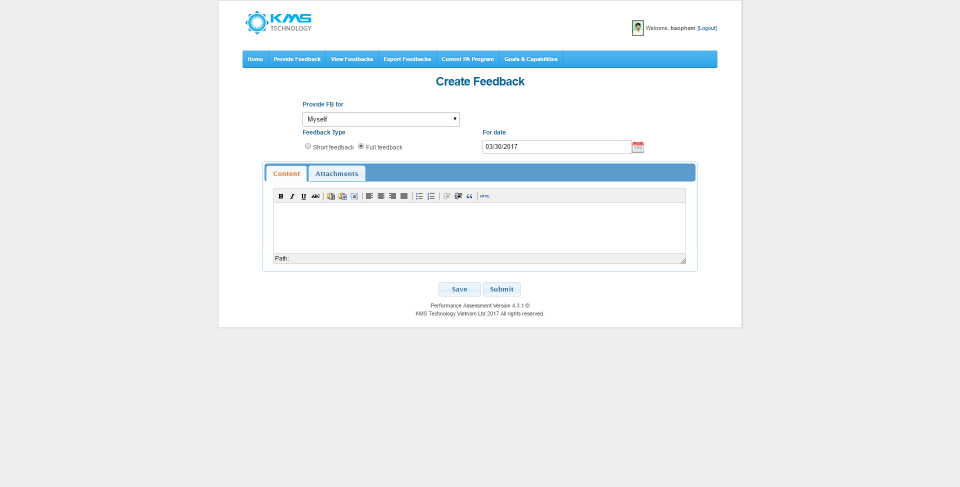 KMS
TECHNOLOGY
Welcome, baopham [Logout]
Home Provide Feedback View Feedbacks Export Feedbacks Current PA Program Goals & Capabilities
Create Feedback
Provide FB for
Myself
Feedback Type For date
Short feedback Full feedback 03/30/2017
Content Attachments
B I U ABC HTML
Path:
Save Submit
Performance Assessment Version 4.3.1 ©
KMS Technology Vietnam Ltd 2017 All rights reserved.